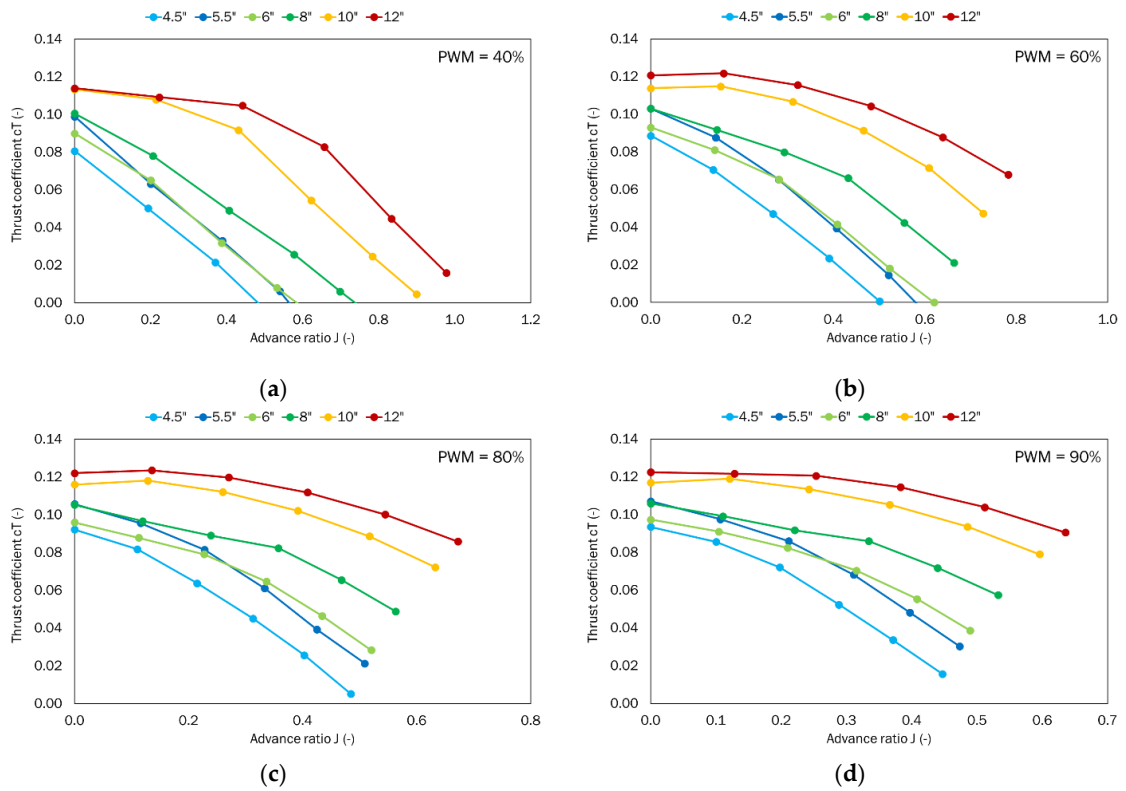 4.5" 5.5" 6" 8" 10" 12"
PWM = 40%
Thrust coefficient cT (-)
0.14
0.12
0.10
0.08
0.06
0.04
0.02
0.00
0.0 0.2 0.4 0.6 0.8 1.0 1.2
Advance ratio J (-)
(a)
4.5" 5.5" 6" 8" 10" 12"
PWM = 60%
Thrust coefficient cT (-)
0.14
0.12
0.10
0.08
0.06
0.04
0.02
0.00
0.0 0.2 0.4 0.6 0.8 1.0
Advance ratio J (-)
(b)
4.5" 5.5" 6" 8" 10" 12"
PWM = 80%
Thrust coefficient cT (-)
0.14
0.12
0.10
0.08
0.06
0.04
0.02
0.00
0.0 0.2 0.4 0.6 0.8
Advance ratio J (-)
(c)
4.5" 5.5" 6" 8" 10" 12"
PWM = 90%
Thrust coefficient cT (-)
0.14
0.12
0.10
0.08
0.06
0.04
0.02
0.00
0.0 0.1 0.2 0.3 0.4 0.5 0.6 0.7
Advance ratio J (-)
(d)